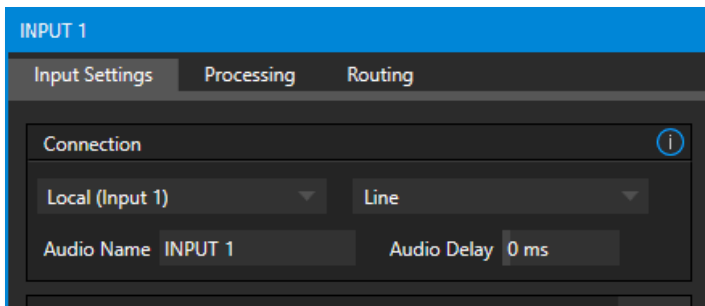 INPUT 1
Input Settings Processing Routing
Connection
Local (Input 1) Line
Audio Name INPUT 1 Audio Delay 0 ms